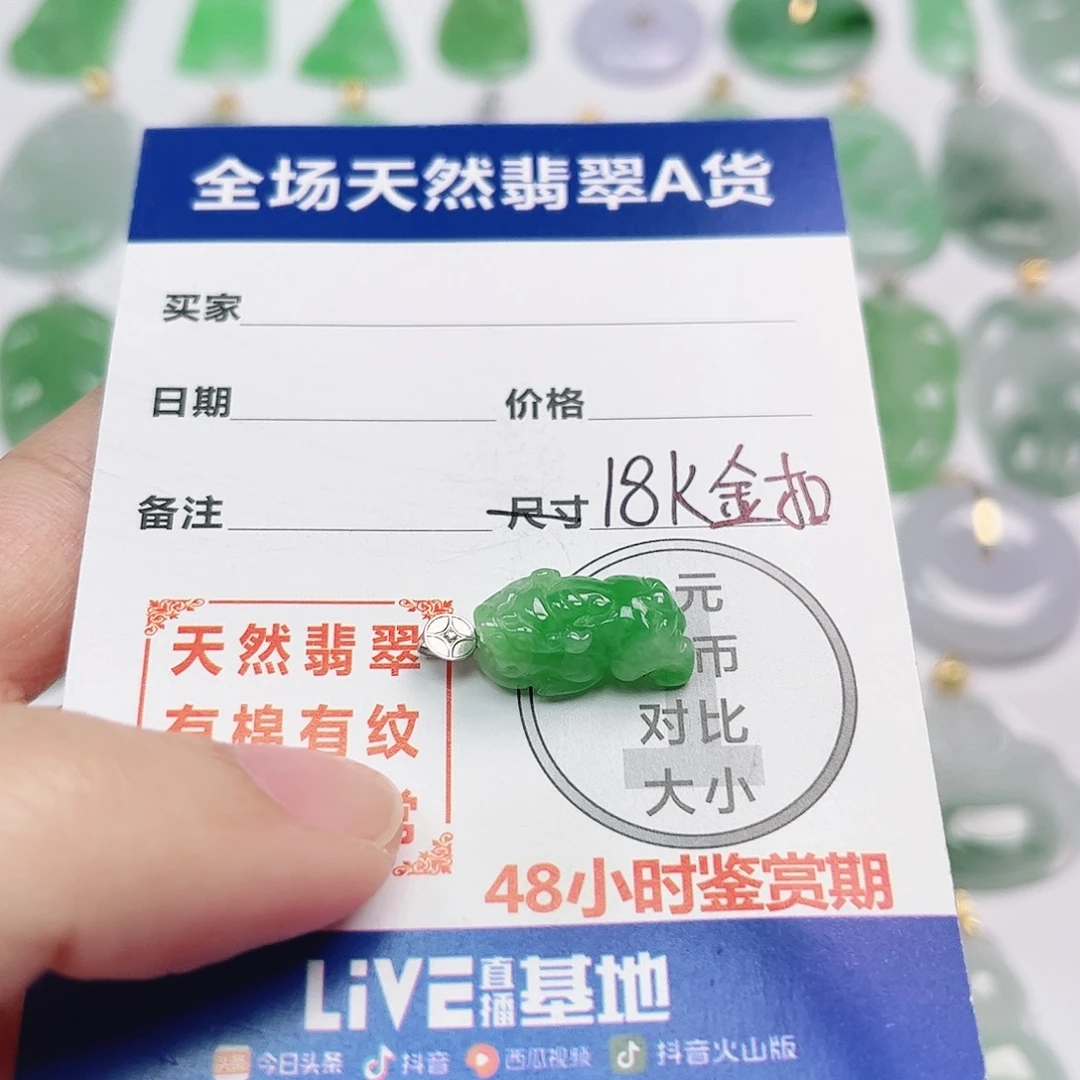 全场天然翡翠A货
买家
日期 价格
备注 尺寸 18K金扣
天然翡翠
有棉有纹
常
元
币
对比
大小
48小时鉴赏期
LiVE直播基地
头条 今日头条 抖音 西瓜视频 抖音火山版